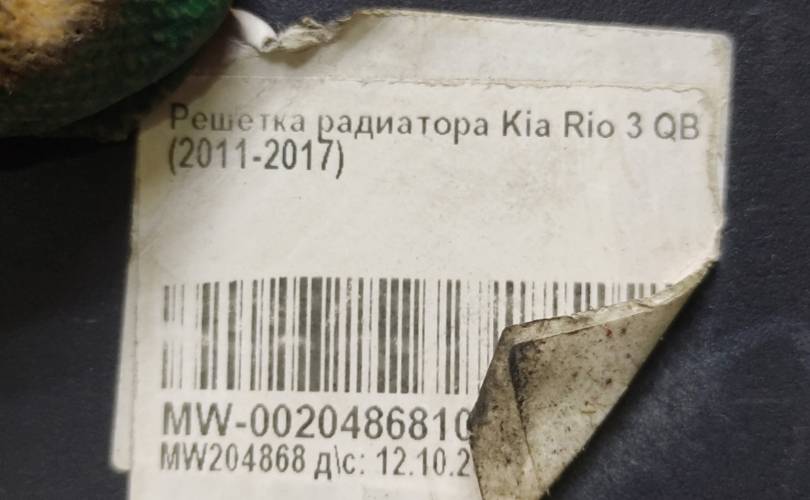 Решетка радиатора Kia Rio 3 QB
(2011-2017)
MW-0020486810
MW204868 д\с: 12.10.2